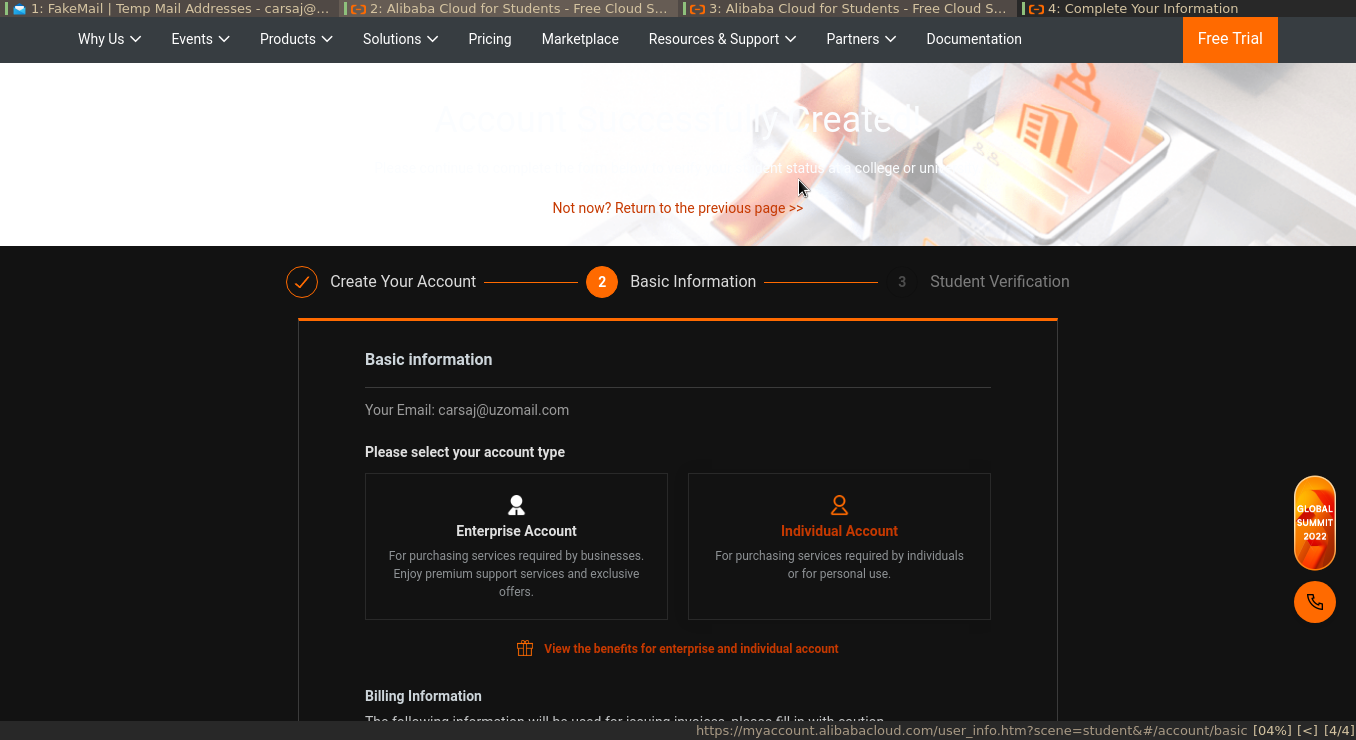 1: FakeMail | Temp Mail Addresses - carsaj@...
2: Alibaba Cloud for Students - Free Cloud S...
3: Alibaba Cloud for Students - Free Cloud S...
4: Complete Your Information
Why Us
Events
Products
Solutions
Pricing
Marketplace
Resources & Support
Partners
Documentation
Free Trial
Account Successfully Created!
status at a college or
Not now? Return to the previous page >>
Create Your Account
2 Basic Information
3 Student Verification
Basic information
Your Email: carsaj@uzomail.com
Please select your account type
Enterprise Account
For purchasing services required by businesses.
Enjoy premium support services and exclusive
offers.
Individual Account
For purchasing services required by individuals
or for personal use.
View the benefits for enterprise and individual account
Billing Information
The following information will be used for issuing invoices, please fill in with caution.
GLOBAL
SUMMIT
2022
https://myaccount.alibabacloud.com/user_info.htm?scene=student&#/account/basic [04%] [<] [4/4]